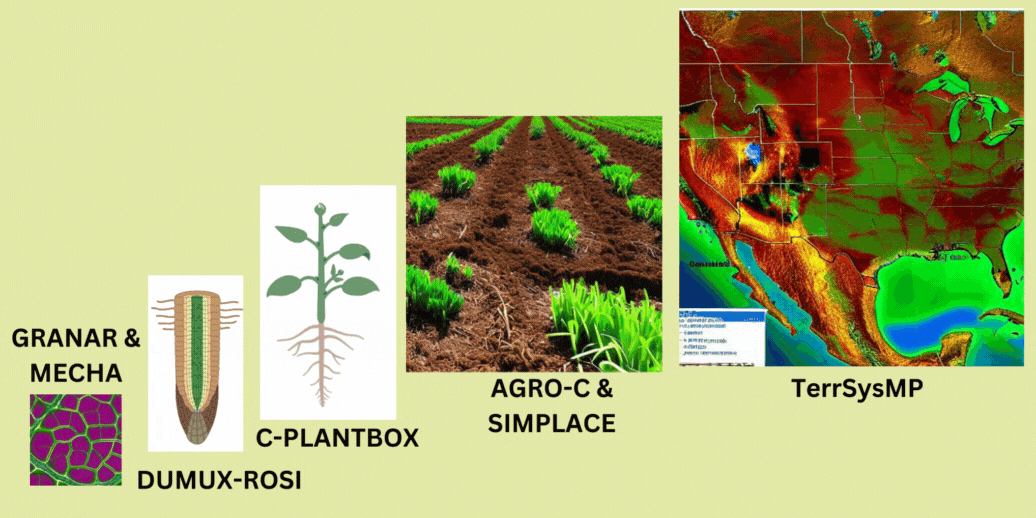 GRANAR &
MECHA
DUMUX-ROSI
C-PLANTBOX
AGRO-C &
SIMPLACE
TerrSysMP